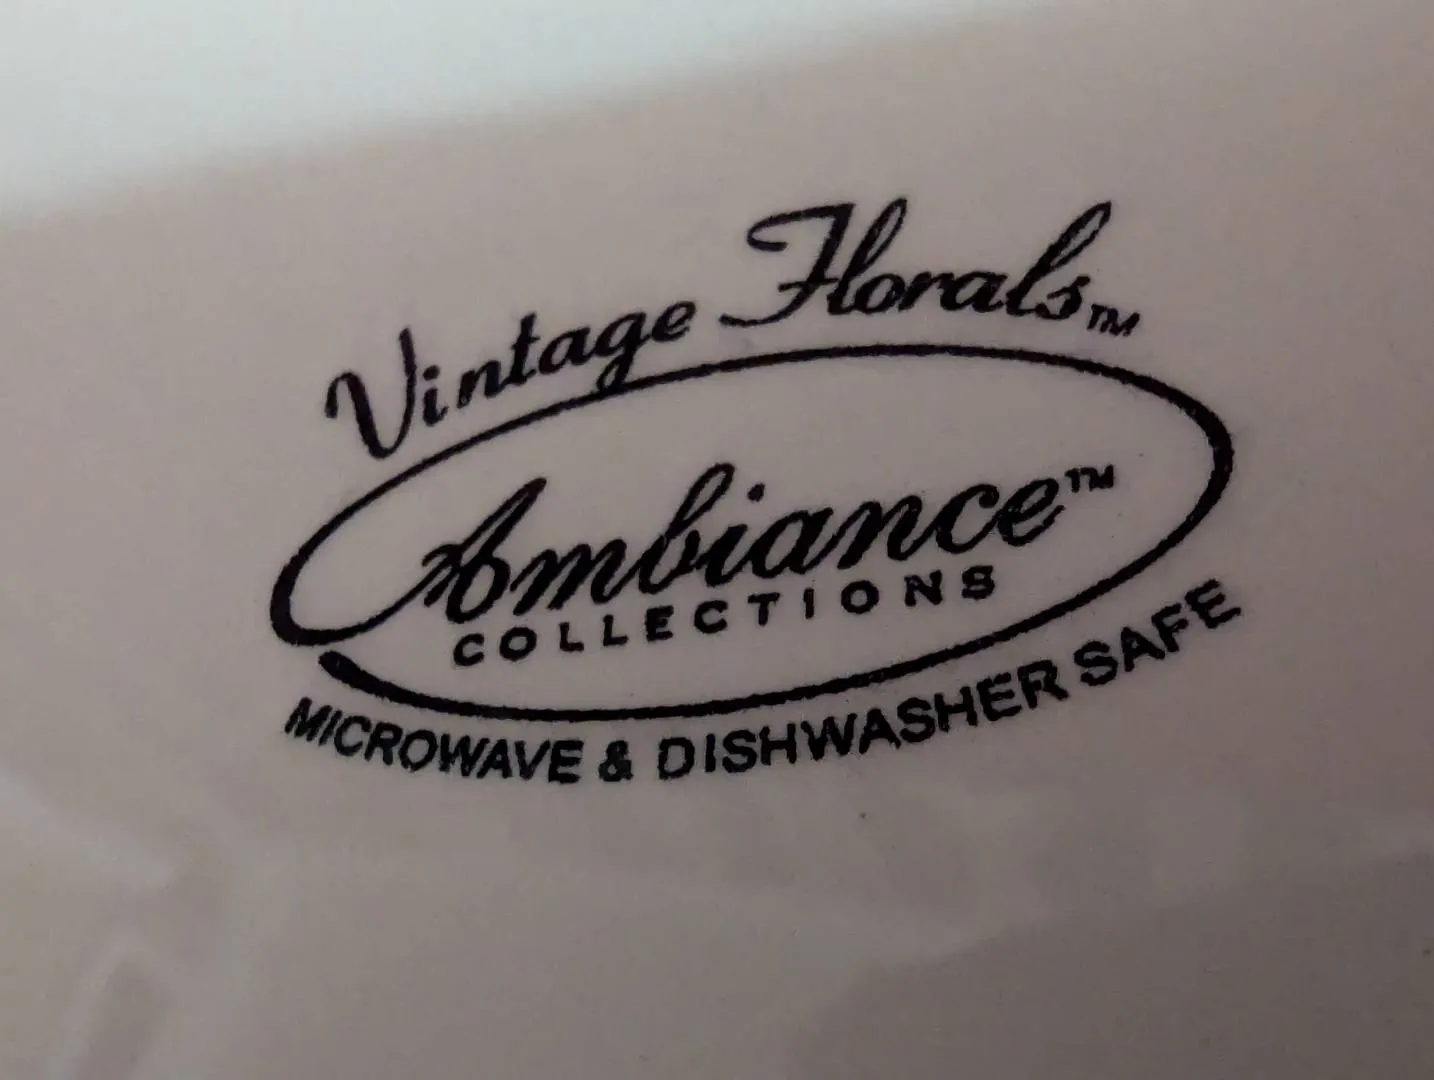 Vintage Florals™
Ambiance™
COLLECTIONS
MICROWAVE & DISHWASHER SAFE